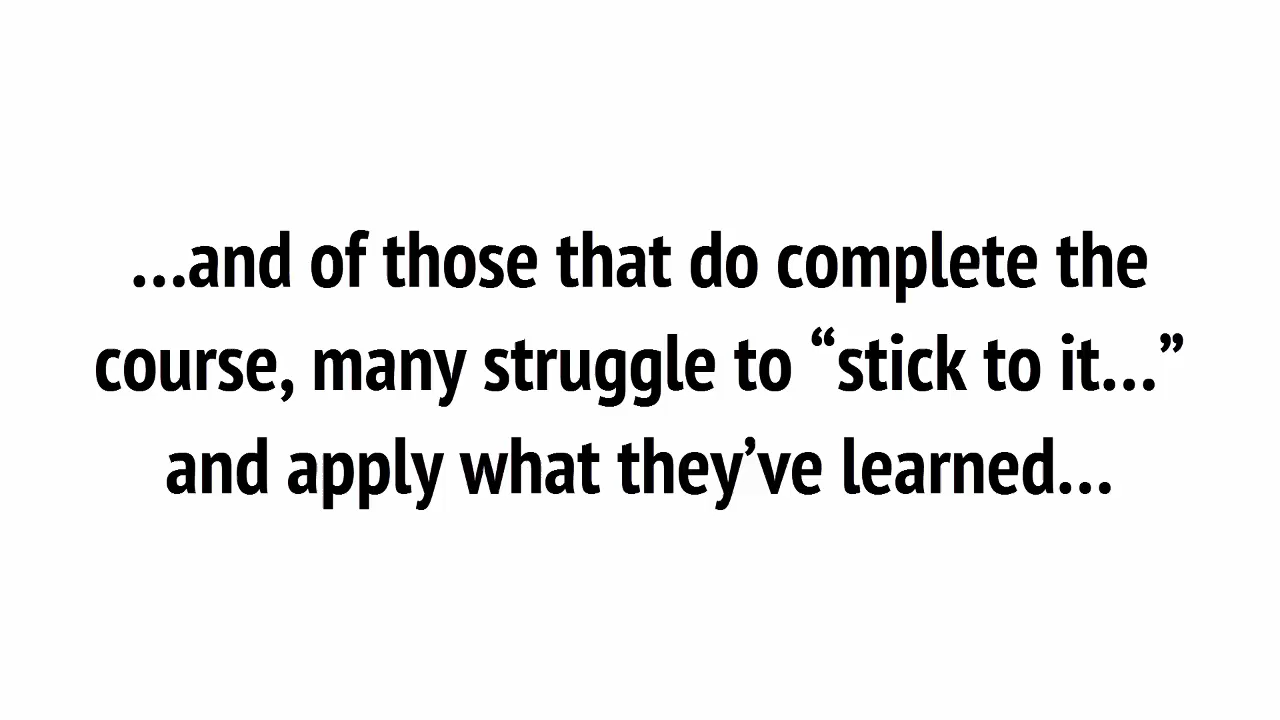 …and of those that do complete the
course, many struggle to “stick to it…”
and apply what they’ve learned…